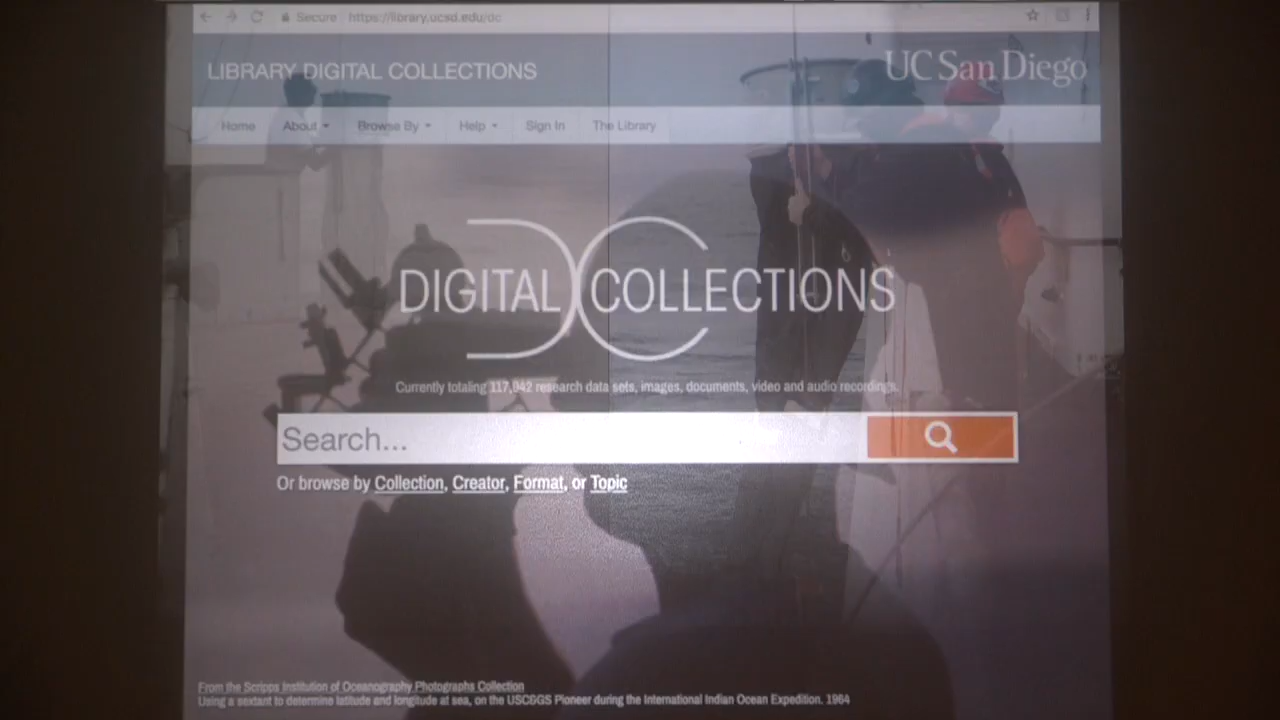 Secure https://library.ucsd.edu/dc
LIBRARY DIGITAL COLLECTIONS
UC San Diego
Home About Browse By Help Sign In The Library
DIGITAL COLLECTIONS
Currently totaling 117,042 research data sets, images, documents, video and audio recordings.
Search...
Or browse by Collection, Creator, Format, or Topic
From the Scripps Institution of Oceanography Photographs Collection
Using a sextant to determine latitude and longitude at sea, on the USC&GS Pioneer during the International Indian Ocean Expedition. 1964